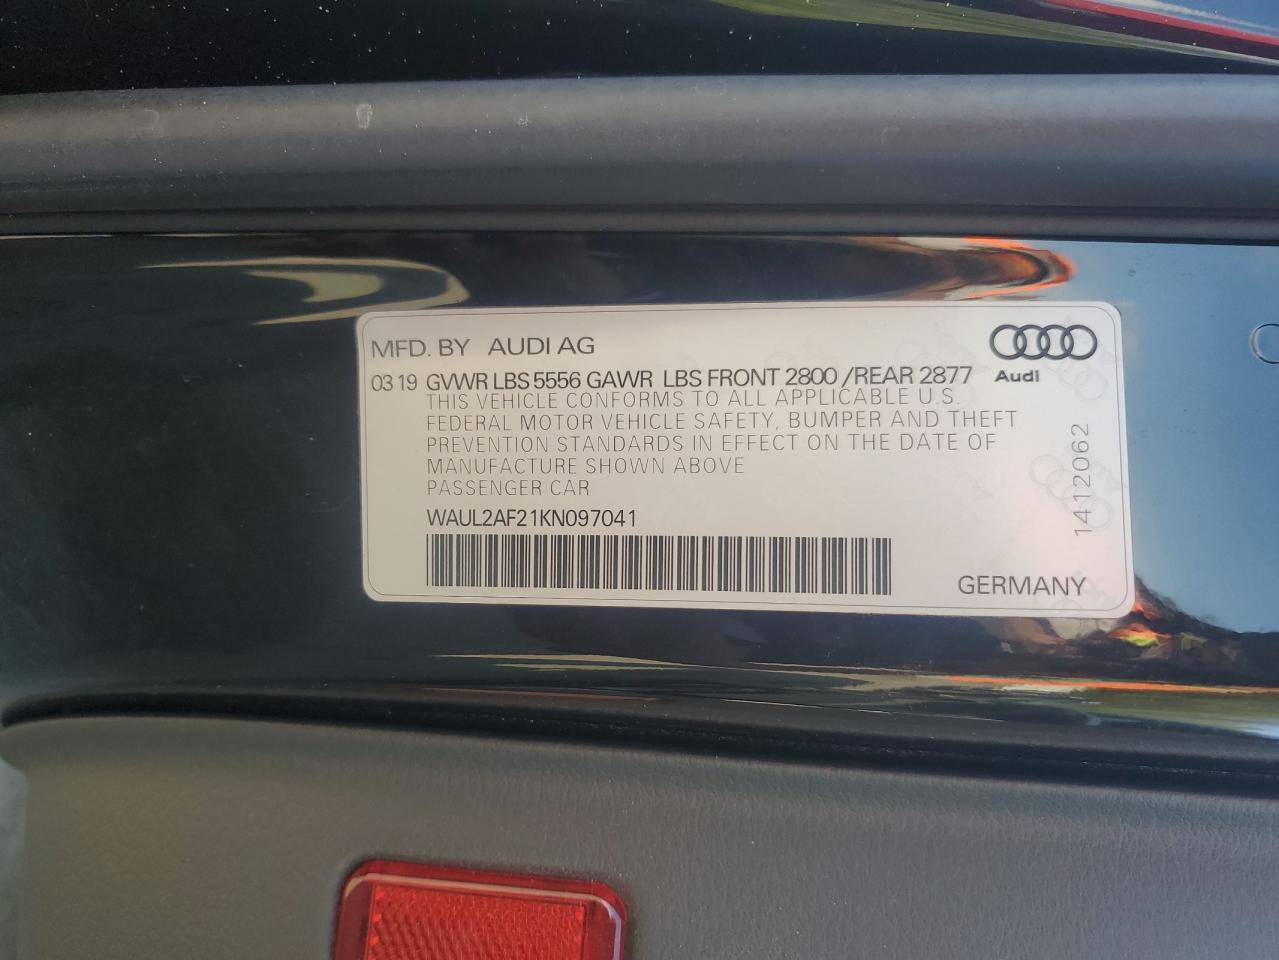 MFD. BY AUDI AG
03 19 GVWR LBS 5556 GAWR LBS FRONT 2800 /REAR 2877
Audi
THIS VEHICLE CONFORMS TO ALL APPLICABLE U.S.
FEDERAL MOTOR VEHICLE SAFETY, BUMPER AND THEFT
PREVENTION STANDARDS IN EFFECT ON THE DATE OF
MANUFACTURE SHOWN ABOVE
PASSENGER CAR
WAUL2AF21KN097041
1412062
GERMANY